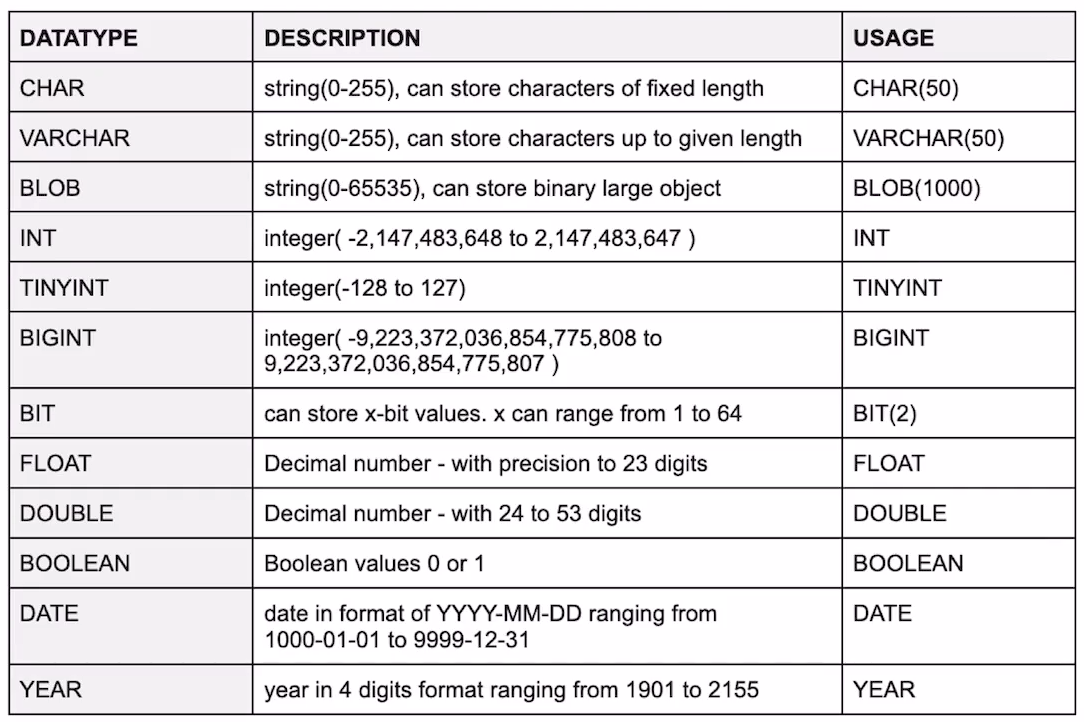 DATATYPE DESCRIPTION USAGE
CHAR string(0-255), can store characters of fixed length CHAR(50)
VARCHAR string(0-255), can store characters up to given length VARCHAR(50)
BLOB string(0-65535), can store binary large object BLOB(1000)
INT integer( -2,147,483,648 to 2,147,483,647 ) INT
TINYINT integer(-128 to 127) TINYINT
BIGINT integer( -9,223,372,036,854,775,808 to BIGINT
9,223,372,036,854,775,807 )
BIT can store x-bit values. x can range from 1 to 64 BIT(2)
FLOAT Decimal number - with precision to 23 digits FLOAT
DOUBLE Decimal number - with 24 to 53 digits DOUBLE
BOOLEAN Boolean values 0 or 1 BOOLEAN
DATE date in format of YYYY-MM-DD ranging from DATE
1000-01-01 to 9999-12-31
YEAR year in 4 digits format ranging from 1901 to 2155 YEAR